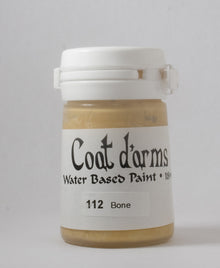 Coat d'arms
Water Based Paint •
112 Bone